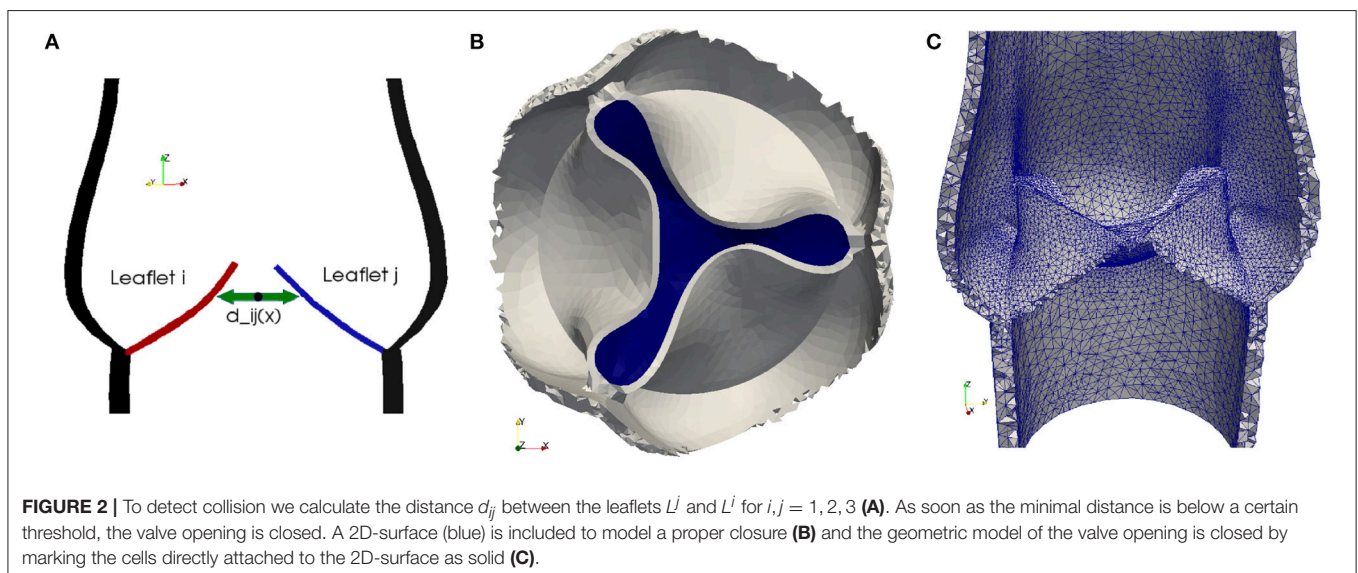 A
B
C
Z
Y
X
Leaflet i
Leaflet j
d_ij(x)
Y
Z
X
Z
Y
X
FIGURE 2 | To detect collision we calculate the distance d_ij between the leaflets L^j and L^i for i, j = 1, 2, 3 (A). As soon as the minimal distance is below a certain
threshold, the valve opening is closed. A 2D-surface (blue) is included to model a proper closure (B) and the geometric model of the valve opening is closed by
marking the cells directly attached to the 2D-surface as solid (C).